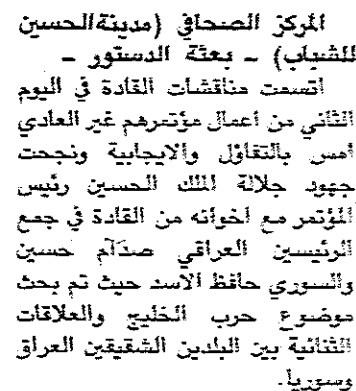 المركز الصحافي (مدينة الحسين
للشباب) - بعثة الدستور -
اتسمت مناقشات القادة في اليوم
الثاني من اعمال مؤتمرهم غير العادي
أمس بالتفاؤل والايجابية ونجحت
جهود جلالة الملك الحسين رئيس
المؤتمر مع اخوانه من القادة في جمع
الرئيسين العراقي صدام حسين
والسوري حافظ الاسد حيث تم بحث
موضوع حرب الخليج والعلاقات
الثنائية بين البلدين الشقيقين العراق
وسوريا.